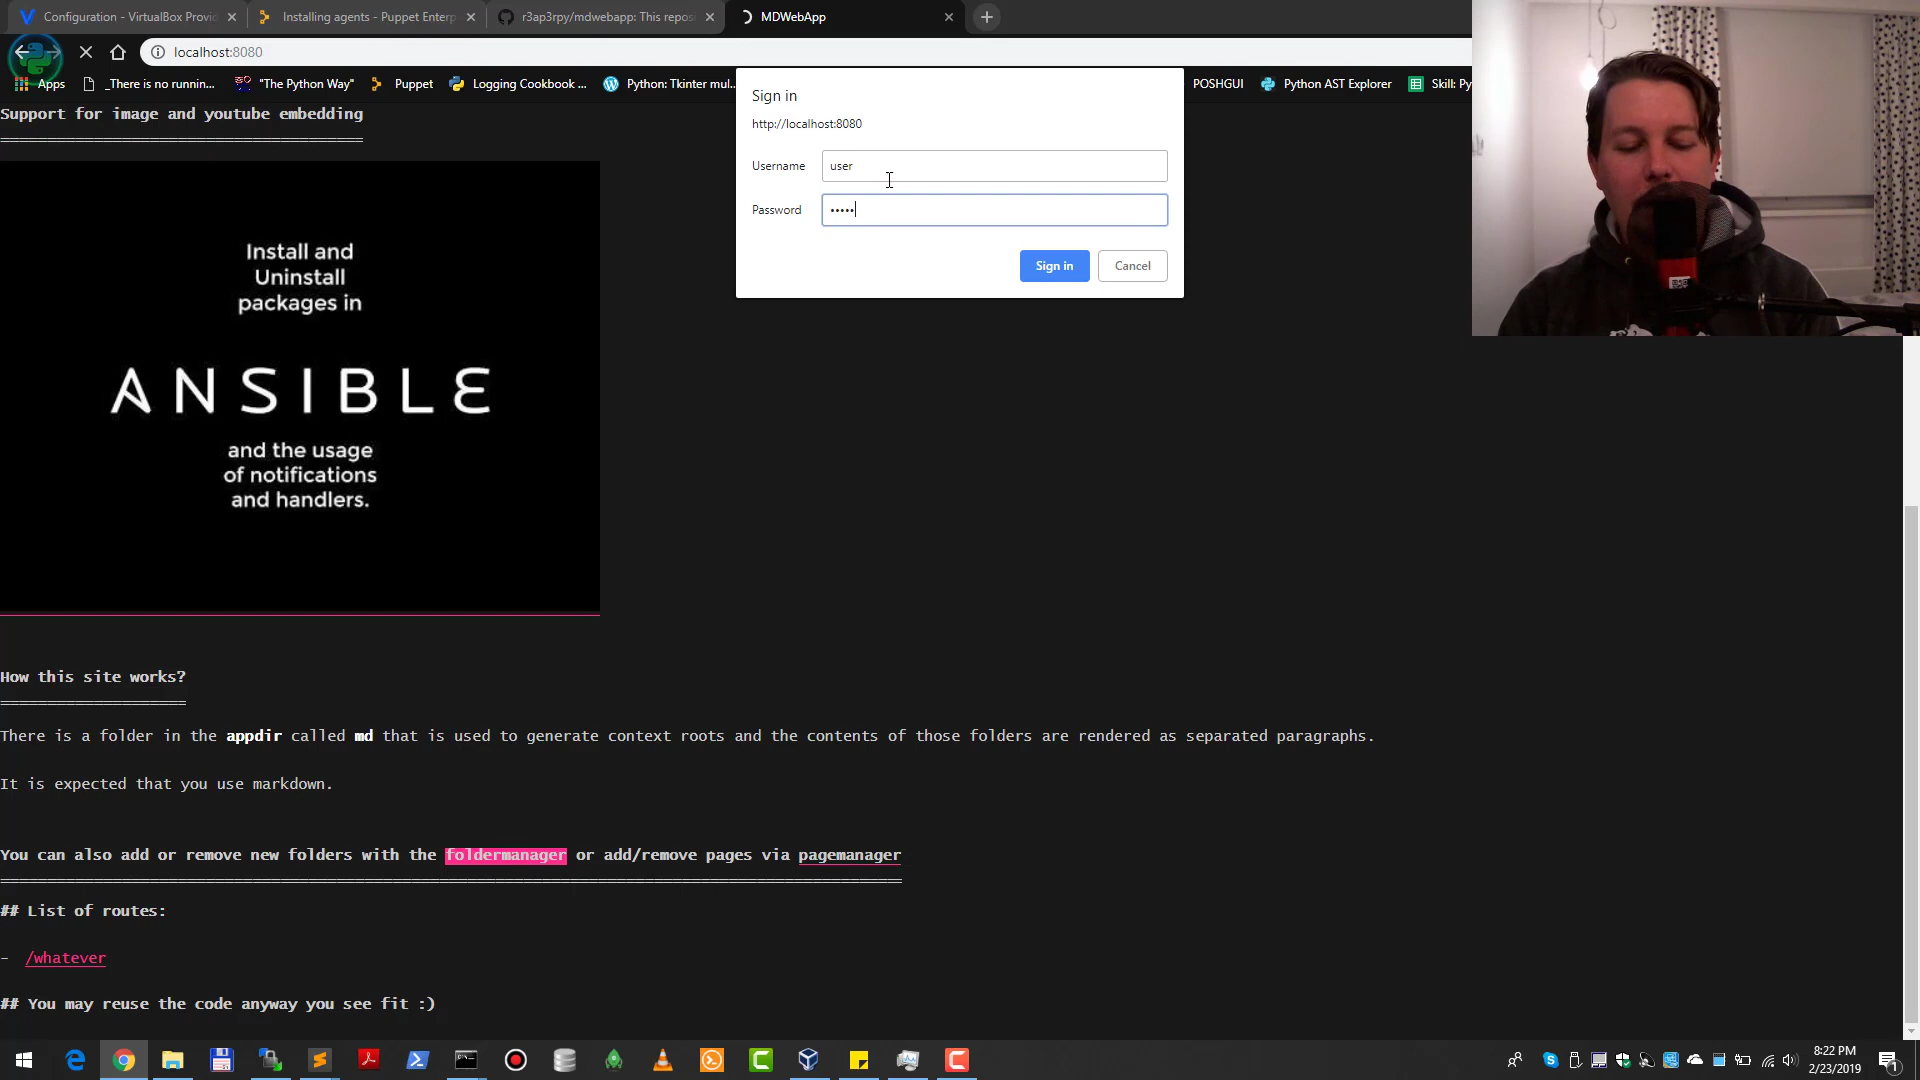 Configuration - VirtualBox Provid
Installing agents - Puppet Enterp
r3ap3rpy/mdwebapp: This repos
MDWebApp
localhost:8080
Apps
_There is no runnin...
"The Python Way"
Puppet
Logging Cookbook ...
Python: Tkinter mul...
POSHGUI
Python AST Explorer
Skill: Py
Sign in
http://localhost:8080
Username
user
Password
•••••
Sign in
Cancel
Support for image and youtube embedding
Install and
Uninstall
packages in
ANSIBLE
and the usage
of notifications
and handlers.
How this site works?
There is a folder in the appdir called md that is used to generate context roots and the contents of those folders are rendered as separated paragraphs.
It is expected that you use markdown.
You can also add or remove new folders with the foldermanager or add/remove pages via pagemanager
## List of routes:
- /whatever
## You may reuse the code anyway you see fit :)
8:22 PM
2/23/2019
1